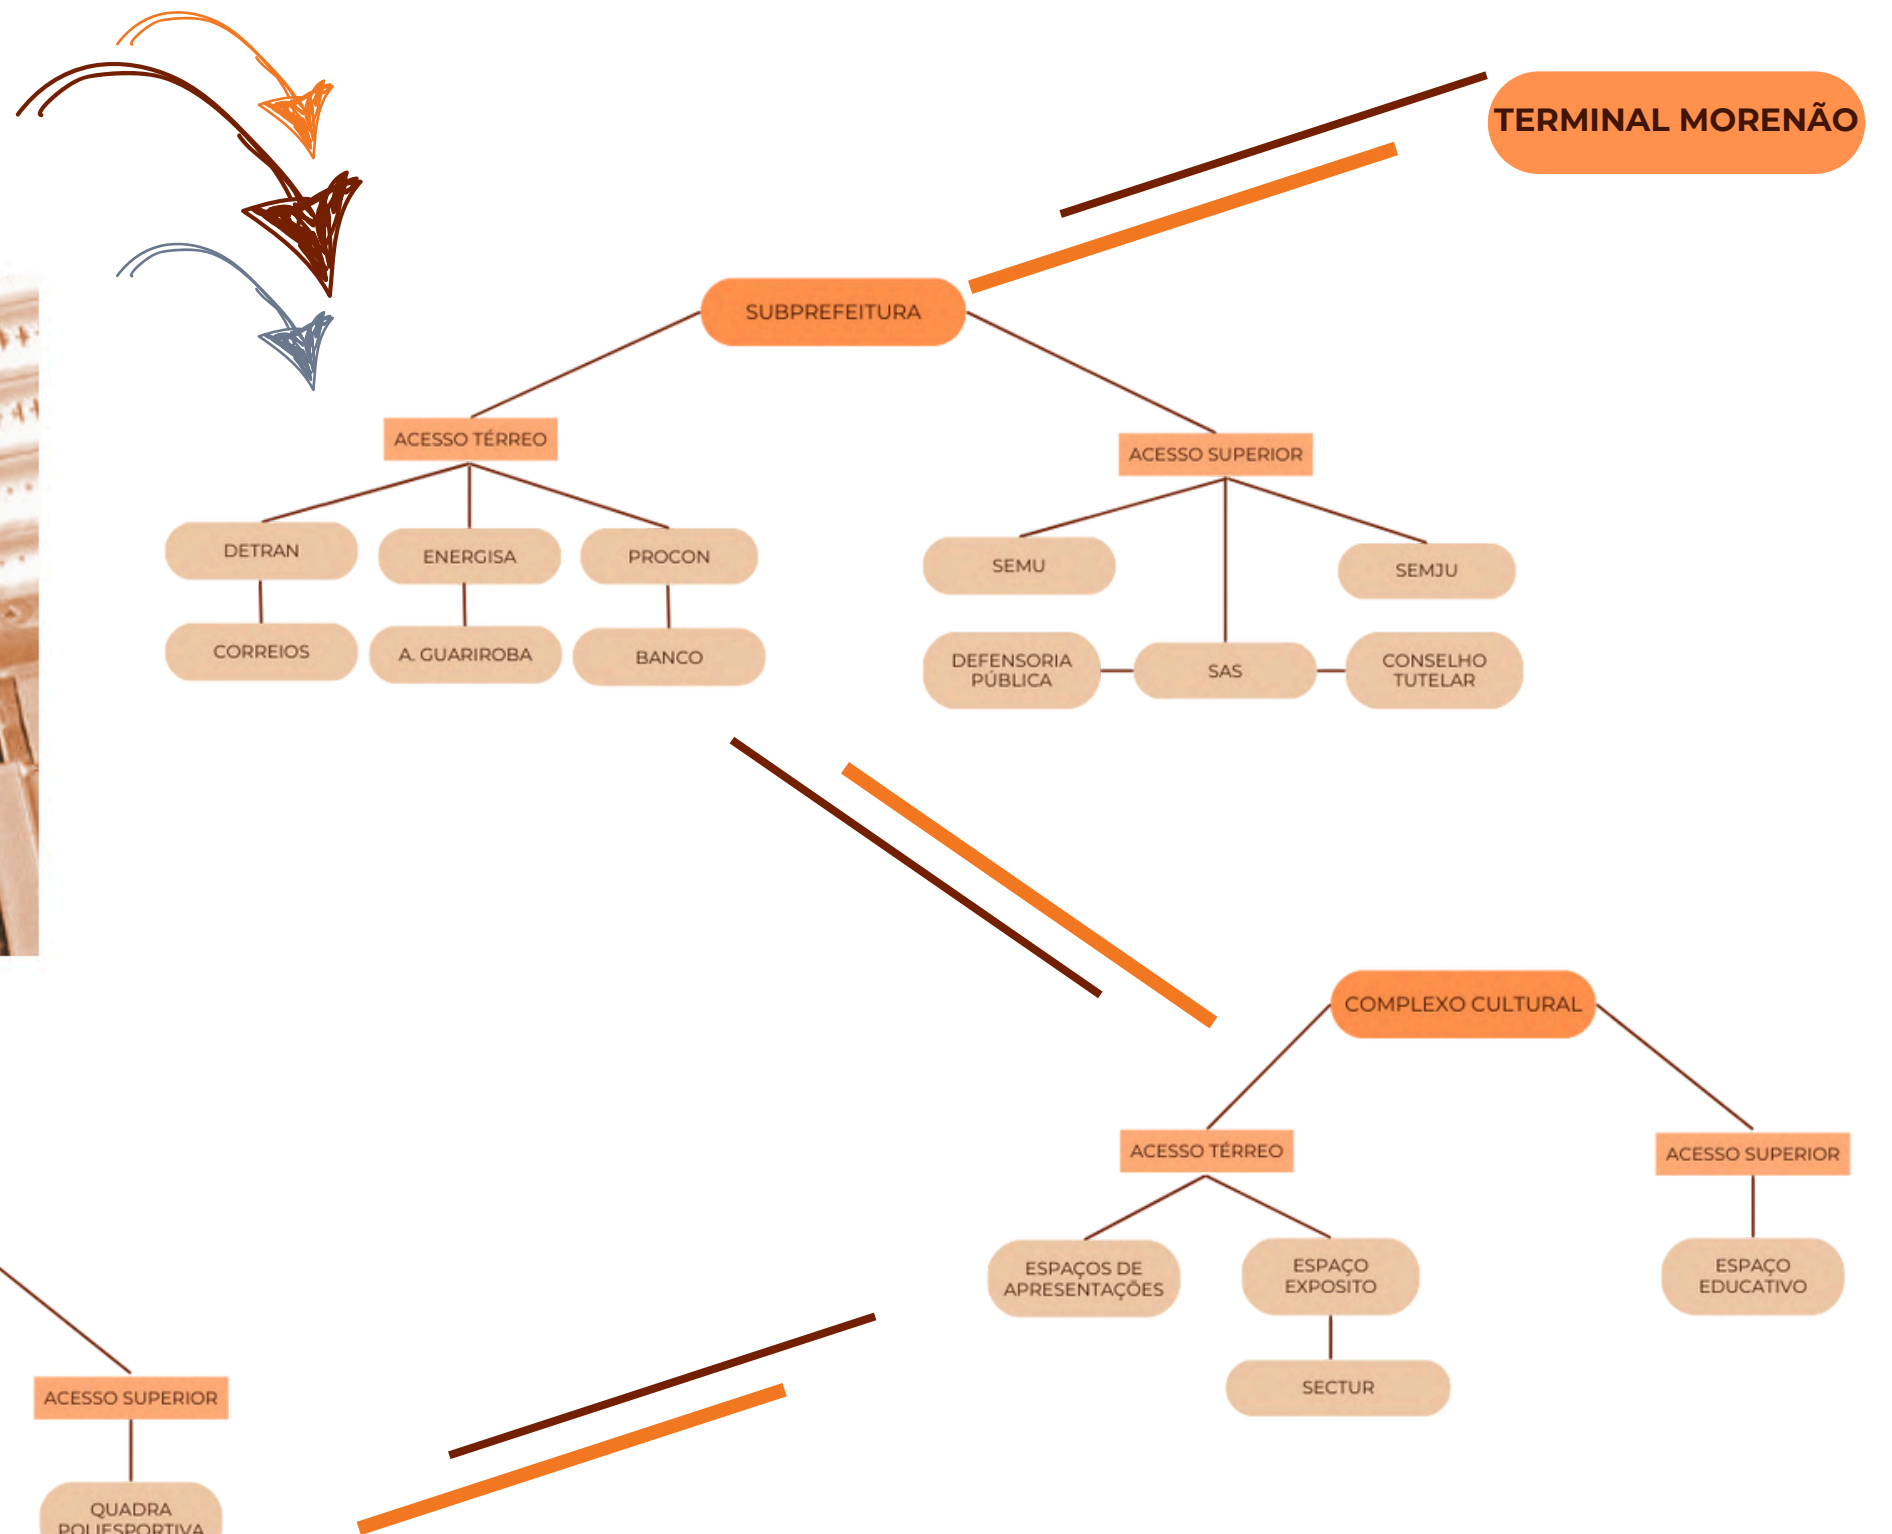 TERMINAL MORENÃO
SUBPREFEITURA
ACESSO TÉRREO
ACESSO SUPERIOR
DETRAN
ENERGISA
PROCON
SEMU
SEMJU
CORREIOS
A. GUARIROBA
BANCO
DEFENSORIA
PÚBLICA
SAS
CONSELHO
TUTELAR
COMPLEXO CULTURAL
ACESSO TÉRREO
ACESSO SUPERIOR
ESPAÇOS DE
APRESENTAÇÕES
ESPAÇO
EXPOSITO
ESPAÇO
EDUCATIVO
SECTUR
ACESSO SUPERIOR
QUADRA
POLIESPORTIVA